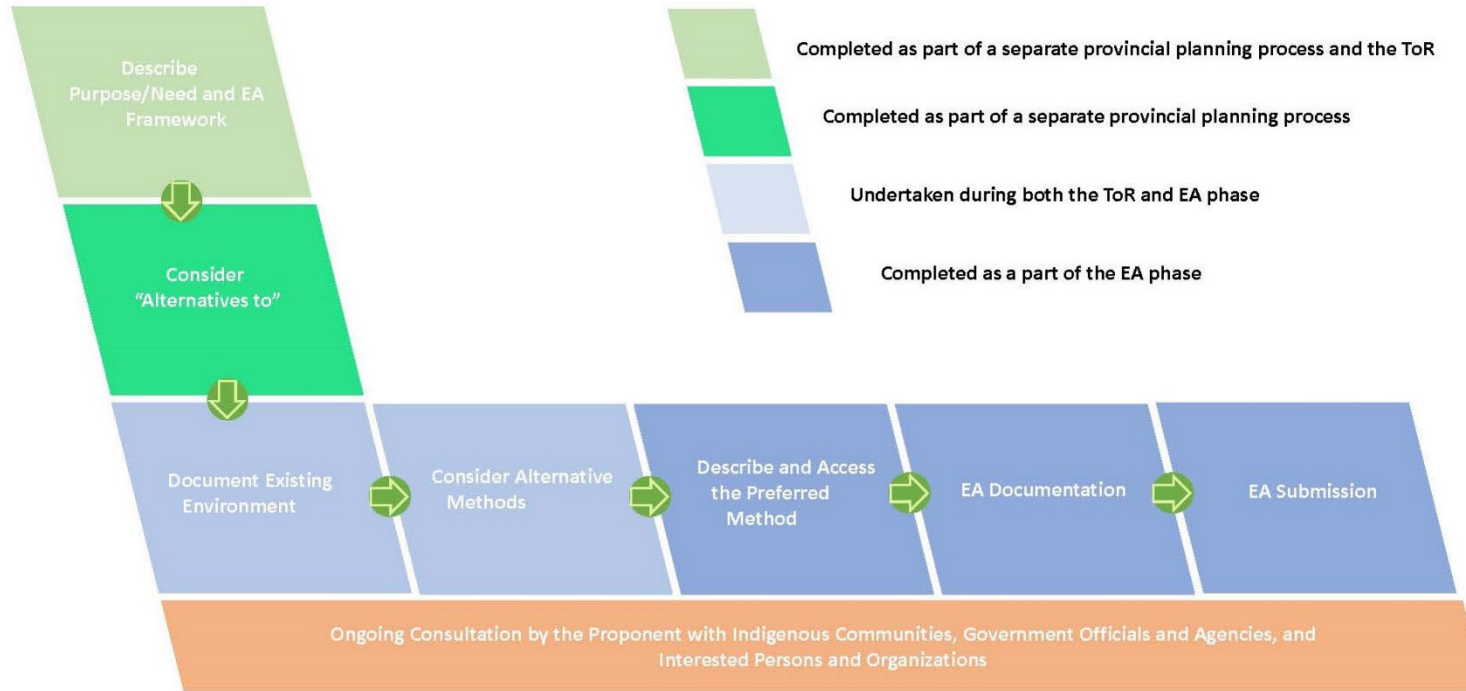 Describe
Purpose/Need and EA
Framework
Completed as part of a separate provincial planning process and the ToR
Completed as part of a separate provincial planning process
Undertaken during both the ToR and EA phase
Completed as a part of the EA phase
Consider
“Alternatives to”
Document Existing
Environment
Consider Alternative
Methods
Describe and Access
the Preferred
Method
EA Documentation
EA Submission
Ongoing Consultation by the Proponent with Indigenous Communities, Government Officials and Agencies, and
Interested Persons and Organizations